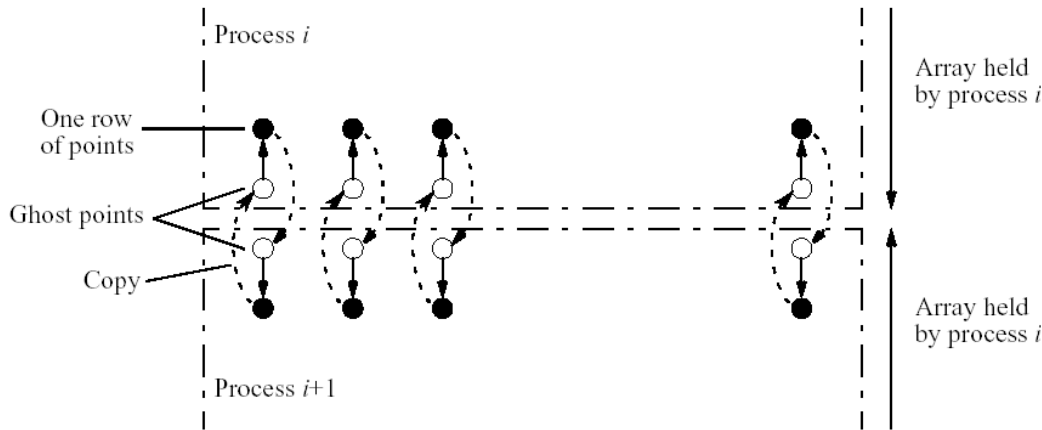 Process i
Array held
by process i
One row
of points
Ghost points
Copy
Array held
by process i
Process i+1